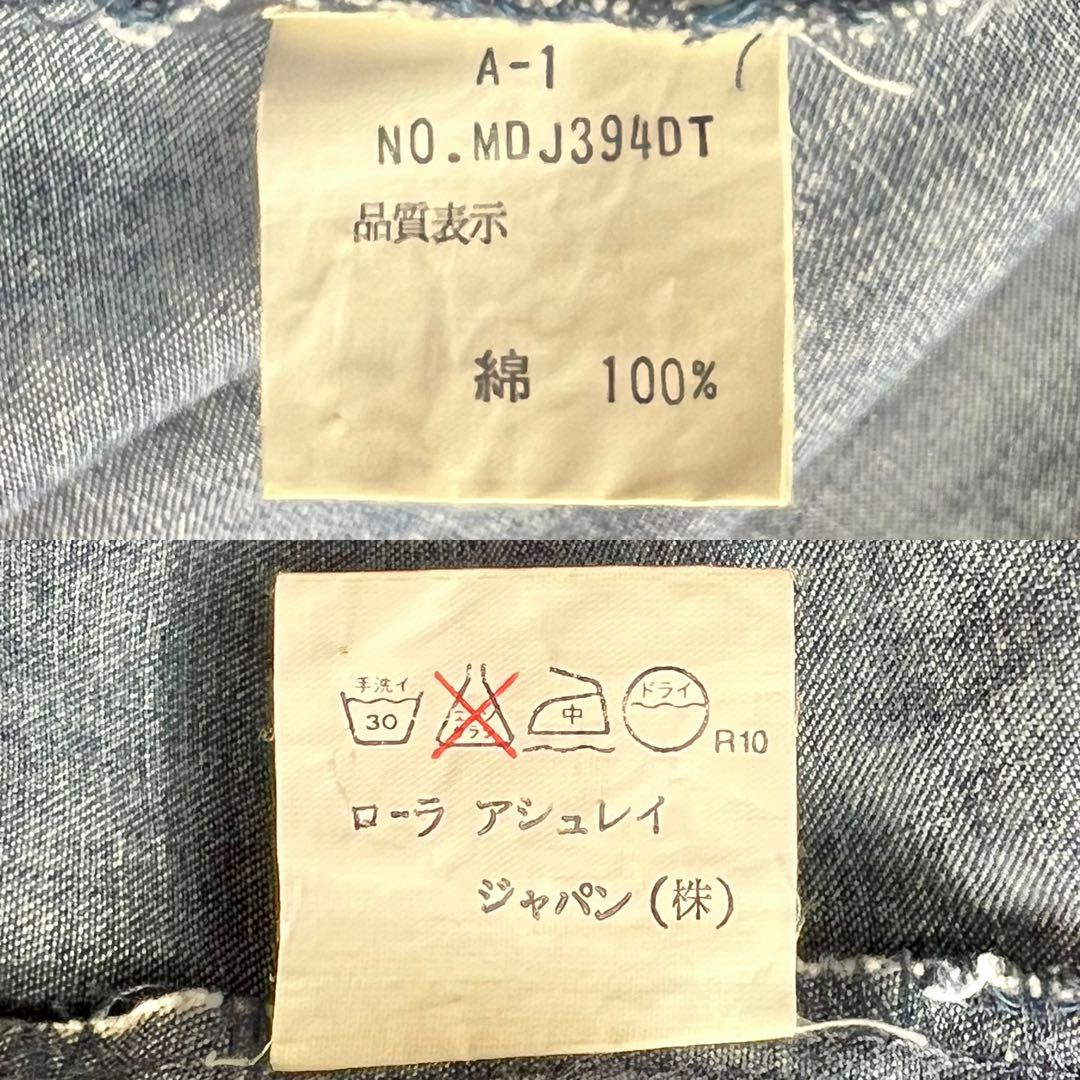 A-1
NO.MDJ394DT
品質表示
綿 100%
手洗イ
30
中
ドライ
R10
ローラ アシュレイ
ジャパン(株)